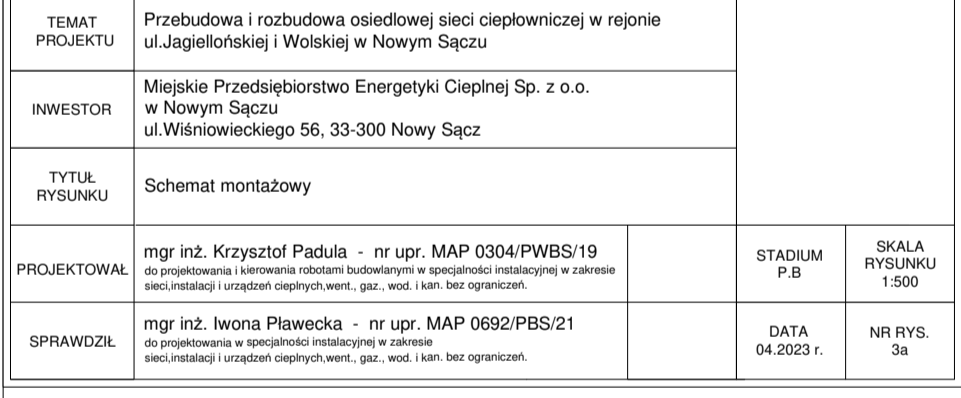 TEMAT
PROJEKTU
Przebudowa i rozbudowa osiedlowej sieci ciepłowniczej w rejonie
ul.Jagiellońskiej i Wolskiej w Nowym Sączu
INWESTOR
Miejskie Przedsiębiorstwo Energetyki Cieplnej Sp. z o.o.
w Nowym Sączu
ul.Wiśniowieckiego 56, 33-300 Nowy Sącz
TYTUŁ
RYSUNKU
Schemat montażowy
PROJEKTOWAŁ
mgr inż. Krzysztof Padula - nr upr. MAP 0304/PWBS/19
do projektowania i kierowania robotami budowlanymi w specjalności instalacyjnej w zakresie
sieci,instalacji i urządzeń cieplnych,went., gaz., wod. i kan. bez ograniczeń.
STADIUM
P.B
SKALA
RYSUNKU
1:500
SPRAWDZIŁ
mgr inż. Iwona Pławecka - nr upr. MAP 0692/PBS/21
do projektowania w specjalności instalacyjnej w zakresie
sieci,instalacji i urządzeń cieplnych,went., gaz., wod. i kan. bez ograniczeń.
DATA
04.2023 r.
NR RYS.
3a